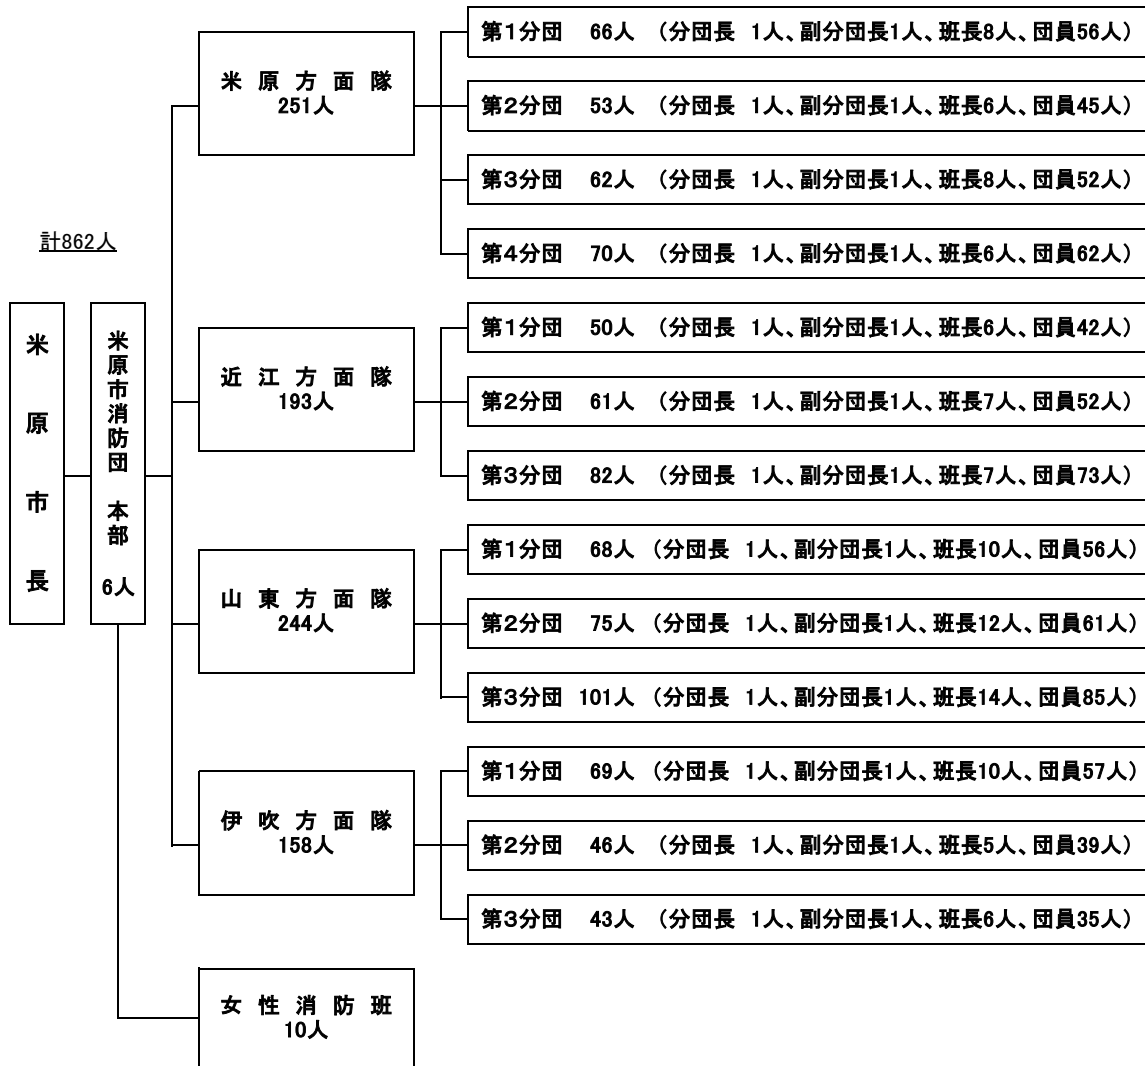 計862人
米原市長
米原市消防団 本部
6人
米原方面隊
251人
第1分団 66人 (分団長 1人、副分団長1人、班長8人、団員56人)
第2分団 53人 (分団長 1人、副分団長1人、班長6人、団員45人)
第3分団 62人 (分団長 1人、副分団長1人、班長8人、団員52人)
第4分団 70人 (分団長 1人、副分団長1人、班長6人、団員62人)
近江方面隊
193人
第1分団 50人 (分団長 1人、副分団長1人、班長6人、団員42人)
第2分団 61人 (分団長 1人、副分団長1人、班長7人、団員52人)
第3分団 82人 (分団長 1人、副分団長1人、班長7人、団員73人)
山東方面隊
244人
第1分団 68人 (分団長 1人、副分団長1人、班長10人、団員56人)
第2分団 75人 (分団長 1人、副分団長1人、班長12人、団員61人)
第3分団 101人 (分団長 1人、副分団長1人、班長14人、団員85人)
伊吹方面隊
158人
第1分団 69人 (分団長 1人、副分団長1人、班長10人、団員57人)
第2分団 46人 (分団長 1人、副分団長1人、班長5人、団員39人)
第3分団 43人 (分団長 1人、副分団長1人、班長6人、団員35人)
女性消防班
10人